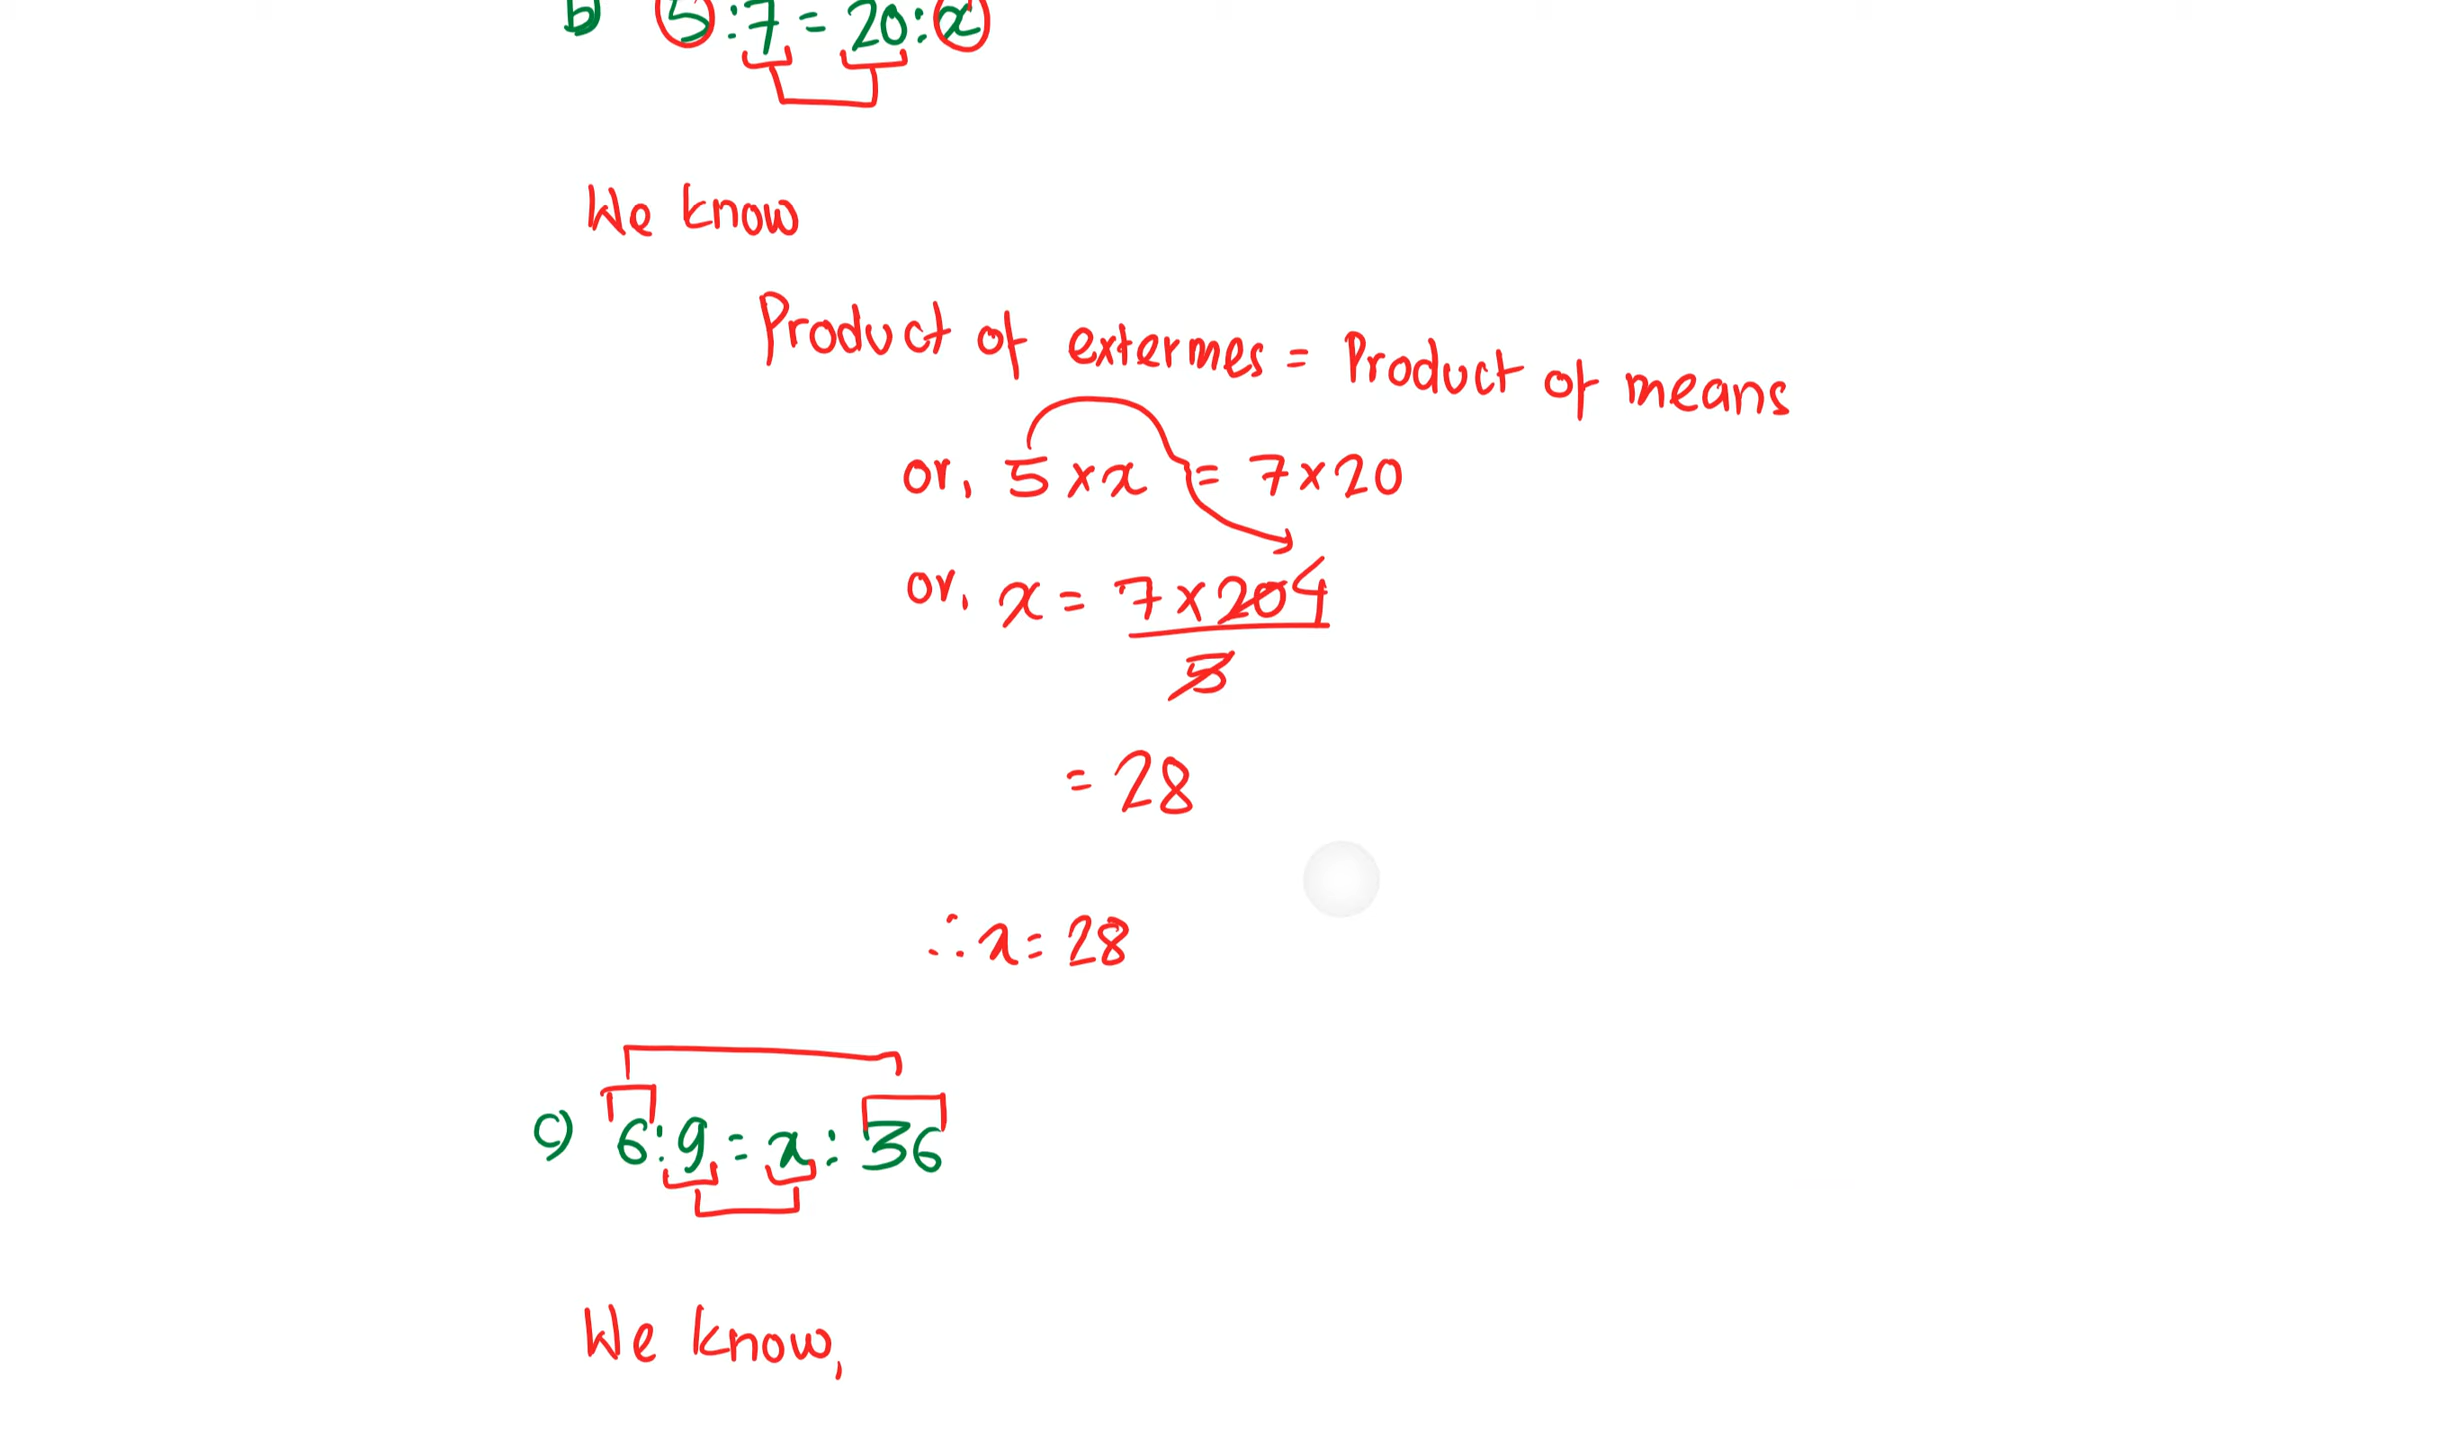 b) 5:7 = 20:x
We know
Product of extermes = Product of means
or, 5 × x = 7 × 20
or, x = 7 × 20 4
5
= 28
∴ x = 28
c) 6:9 = x:36
We know,